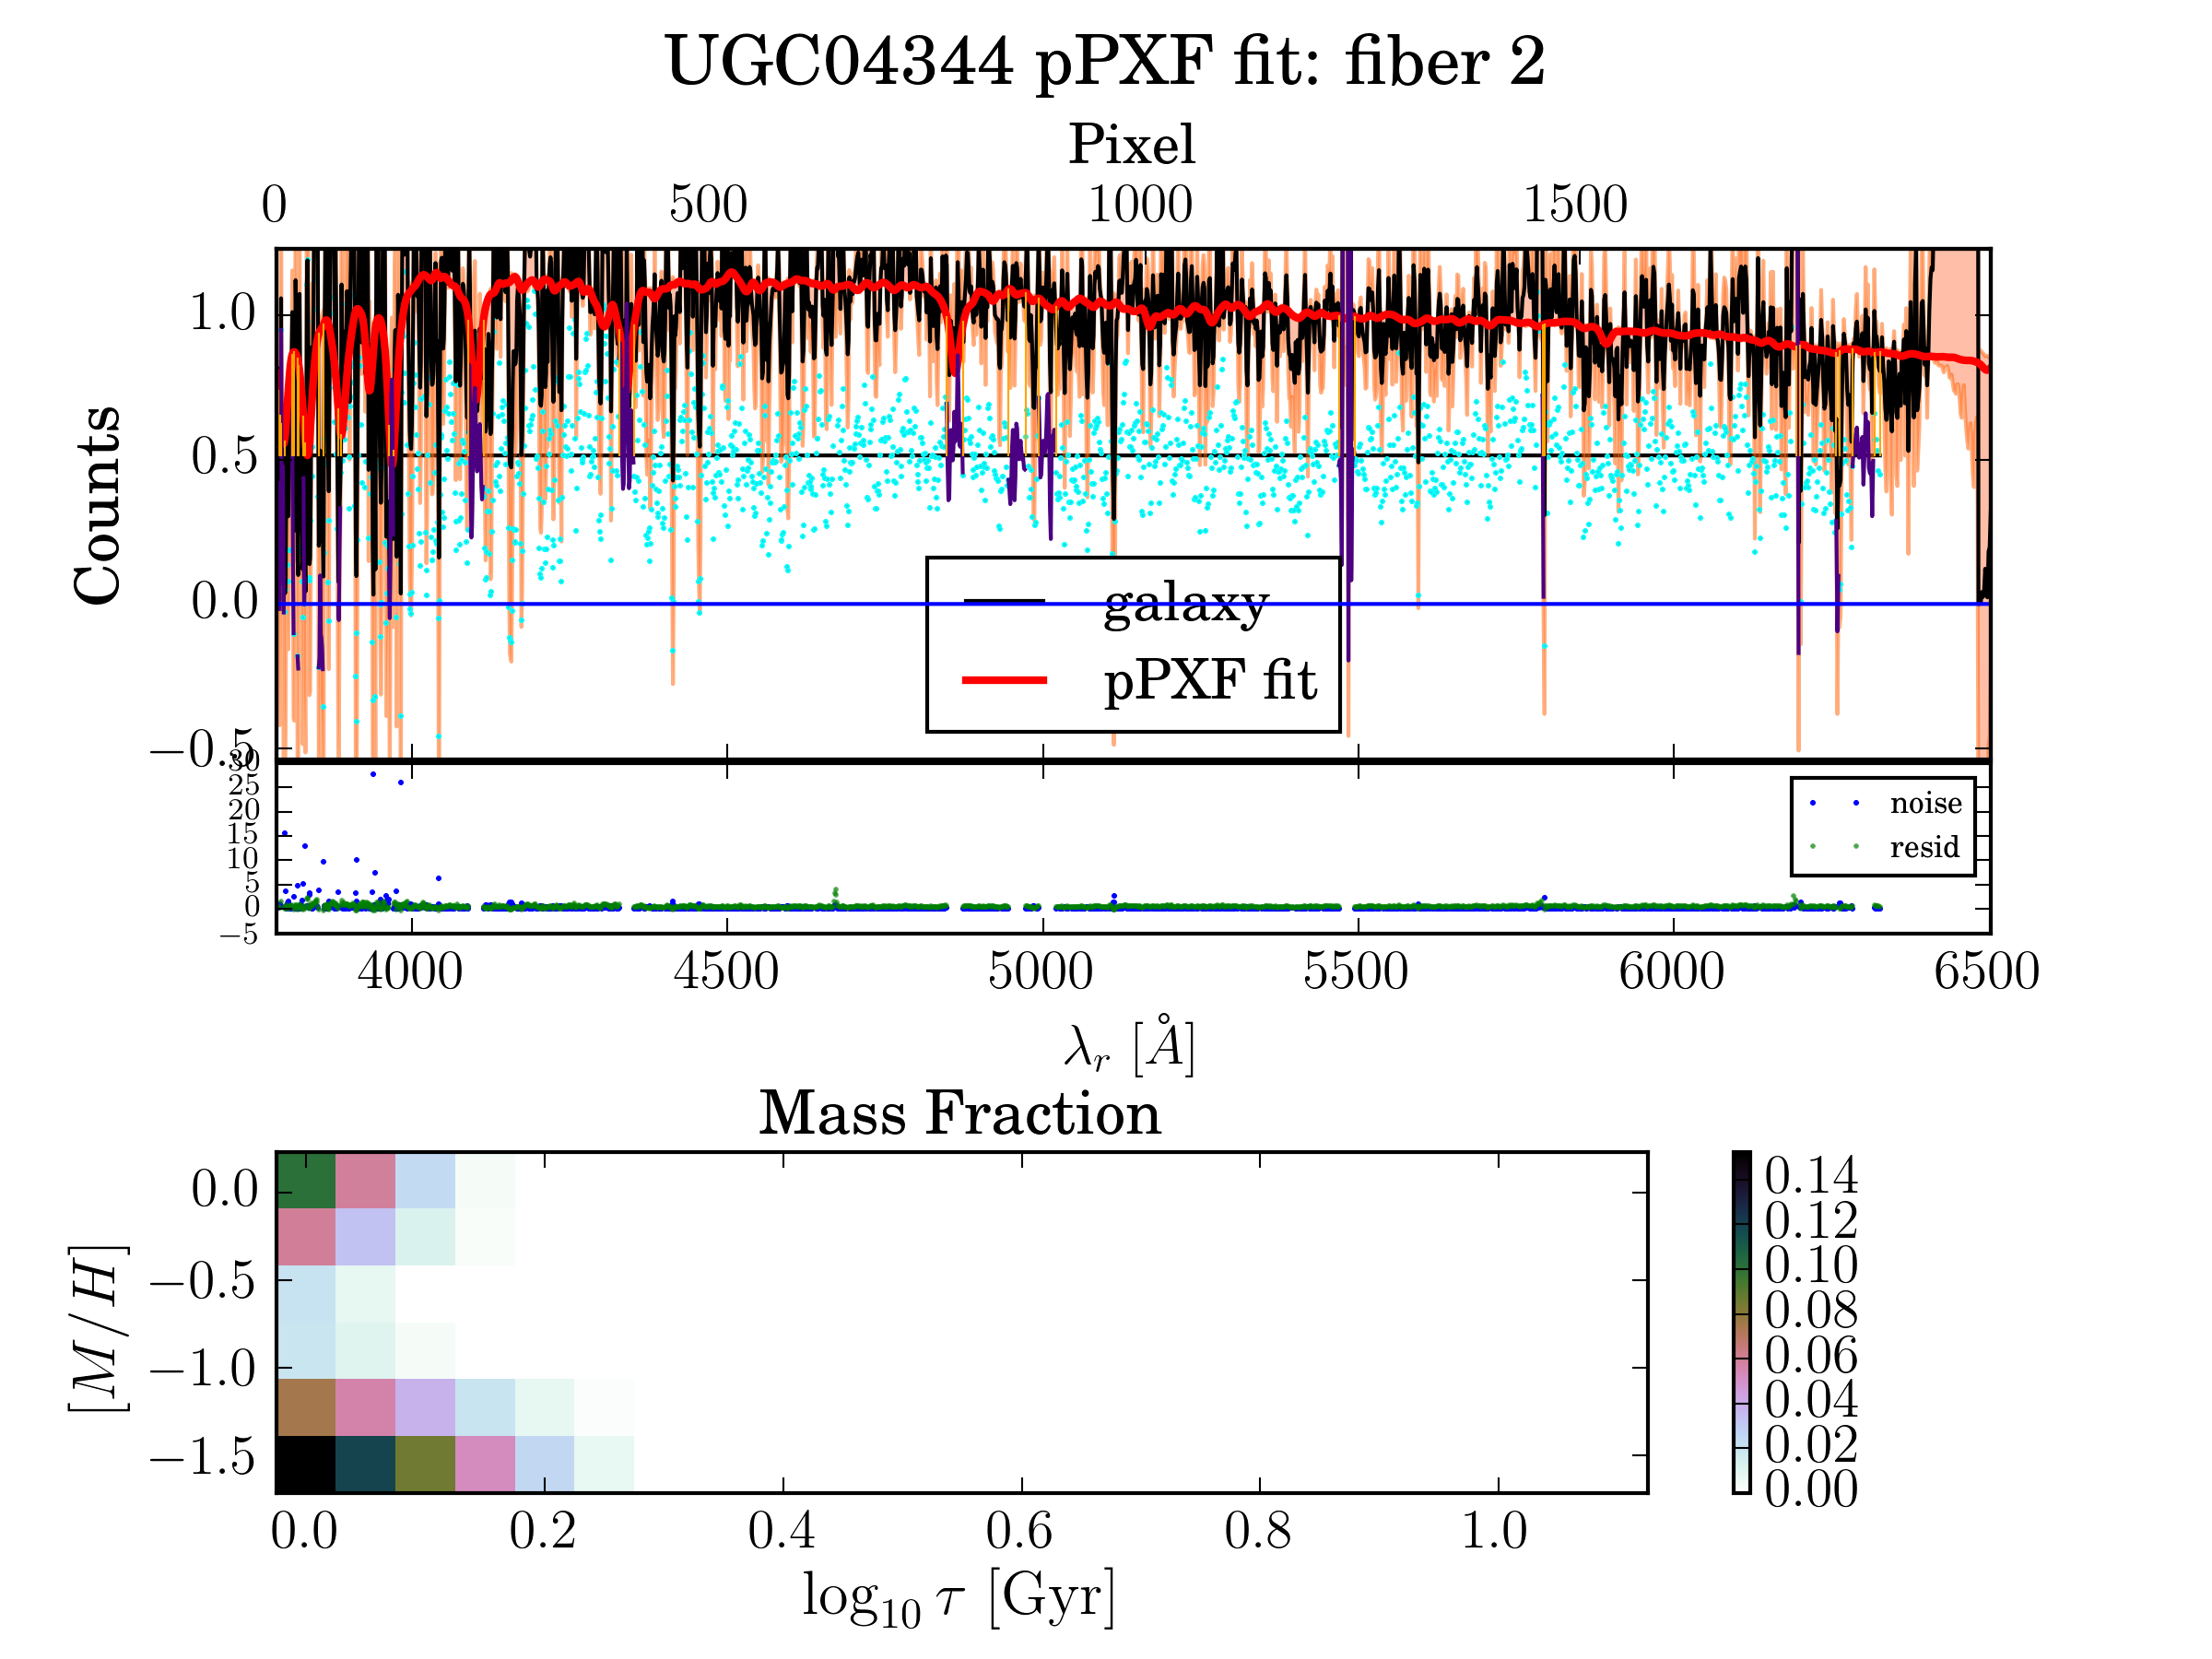 UGC04344 pPXF fit: fiber 2
Pixel
0 500 1000 1500
Counts
1.0
0.5
0.0
−0.5
galaxy
pPXF fit
30
25
20
15
10
5
0
−5
noise
resid
4000 4500 5000 5500 6000 6500
λr [Å]
Mass Fraction
[M/H]
0.0
−0.5
−1.0
−1.5
0.0 0.2 0.4 0.6 0.8 1.0
log10 τ [Gyr]
0.14
0.12
0.10
0.08
0.06
0.04
0.02
0.00